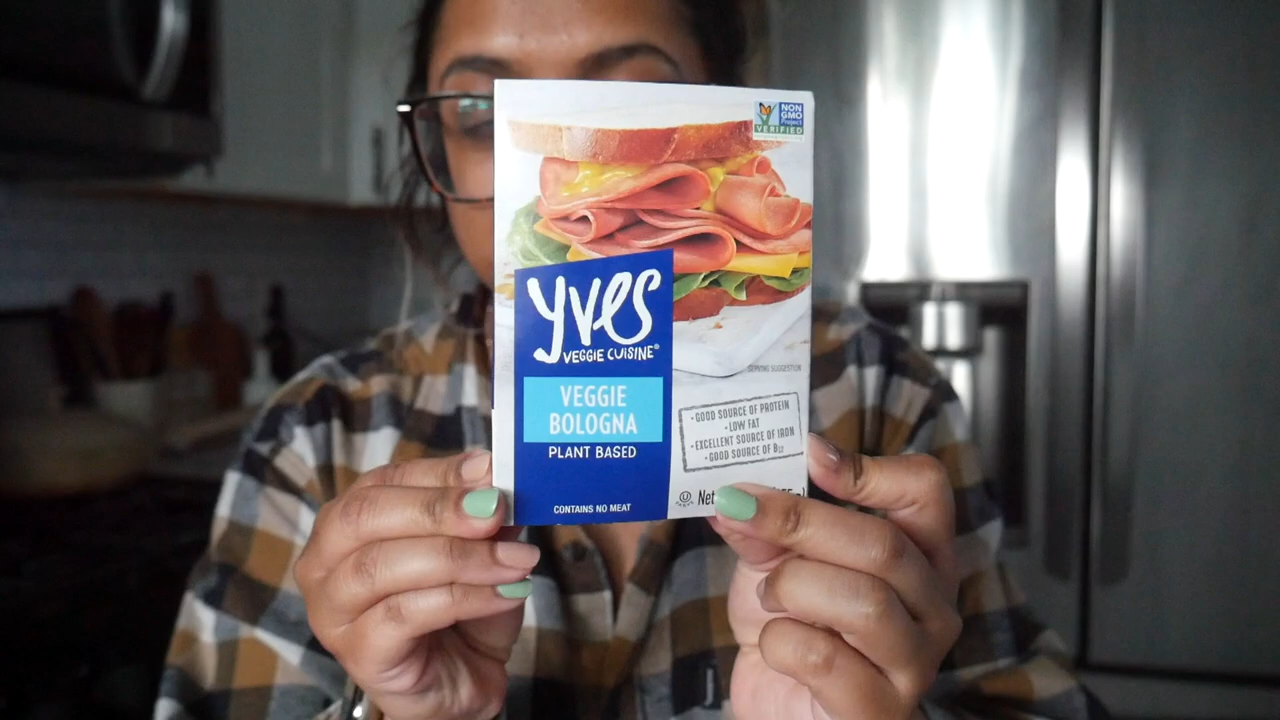 NON
GMO
Project
VERIFIED
yves
VEGGIE CUISINE®
VEGGIE
BOLOGNA
PLANT BASED
CONTAINS NO MEAT
SERVING SUGGESTION
• GOOD SOURCE OF PROTEIN
• LOW FAT
• EXCELLENT SOURCE OF IRON
• GOOD SOURCE OF B12
U
Net